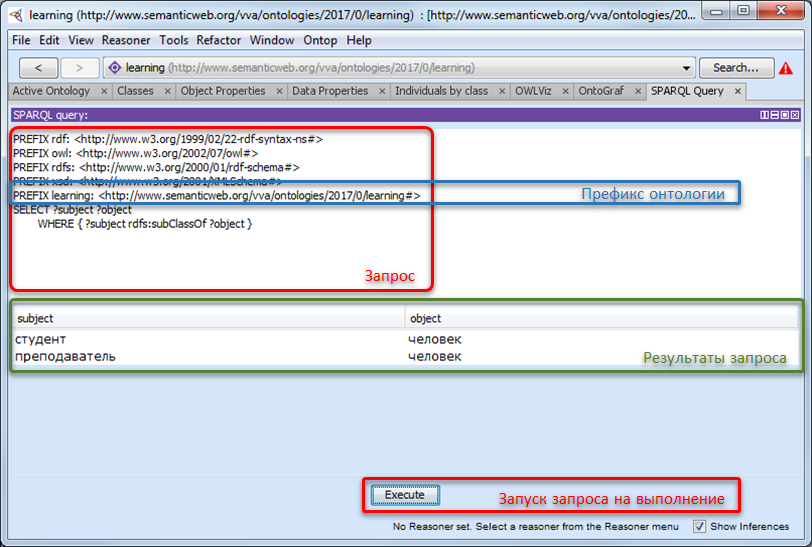 learning (http://www.semanticweb.org/vva/ontologies/2017/0/learning) : [http://www.semanticweb.org/vva/ontologies/20...
File Edit View Reasoner Tools Refactor Window Ontop Help
< > learning (http://www.semanticweb.org/vva/ontologies/2017/0/learning) Search...
Active Ontology × Classes × Object Properties × Data Properties × Individuals by class × OWLViz × OntoGraf × SPARQL Query ×
SPARQL query:
PREFIX rdf: <http://www.w3.org/1999/02/22-rdf-syntax-ns#>
PREFIX owl: <http://www.w3.org/2002/07/owl#>
PREFIX rdfs: <http://www.w3.org/2000/01/rdf-schema#>
PREFIX xsd: <http://www.w3.org/2001/XMLSchema#>
PREFIX learning: <http://www.semanticweb.org/vva/ontologies/2017/0/learning#> Префикс онтологии
SELECT ?subject ?object
WHERE { ?subject rdfs:subClassOf ?object }
Запрос
subject object
студент человек
преподаватель человек
Результаты запроса
Execute Запуск запроса на выполнение
No Reasoner set. Select a reasoner from the Reasoner menu Show Inferences